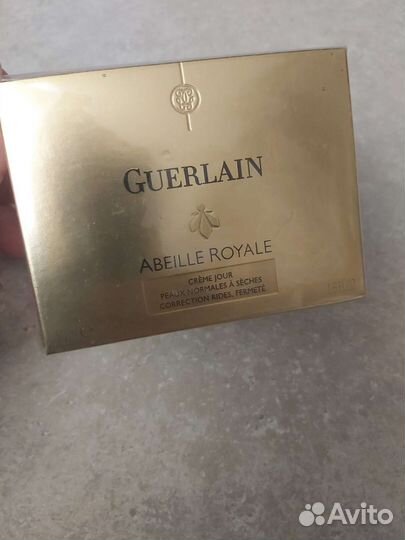 GUERLAIN
ABEILLE ROYALE
CRÈME JOUR
PEAUX NORMALES À SÈCHES
CORRECTION RIDES, FERMETÉ
Avito